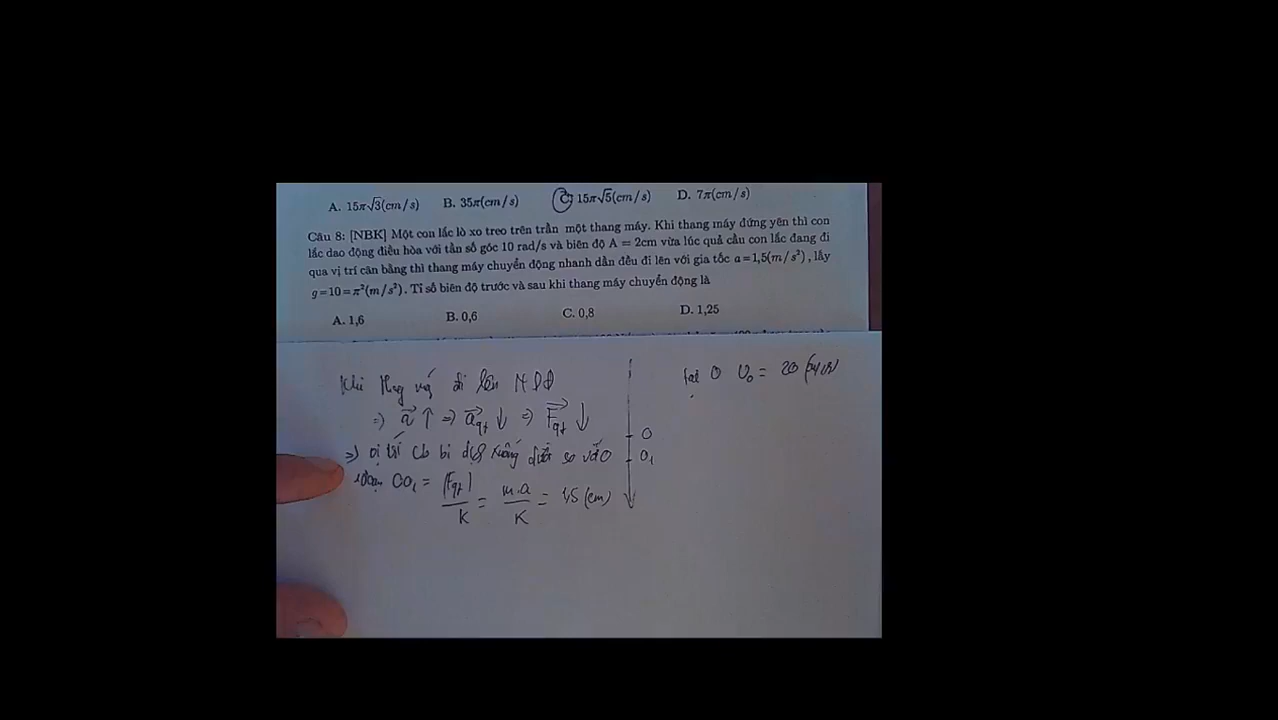 A. 15π√3(cm/s) B. 35π(cm/s) C. 15π√5(cm/s) D. 7π(cm/s)
Câu 8: [NBK] Một con lắc lò xo treo trên trần một thang máy. Khi thang máy đứng yên thì con
lắc dao động điều hòa với tần số góc 10 rad/s và biên độ A = 2cm vừa lúc quả cầu con lắc đang đi
qua vị trí cân bằng thì thang máy chuyển động nhanh dần đều đi lên với gia tốc a = 1,5(m/s²), lấy
g = 10 = π²(m/s²). Tỉ số biên độ trước và sau khi thang máy chuyển động là
A. 1,6 B. 0,6 C. 0,8 D. 1,25
Khi thang máy đi lên NDĐ
⇒ a⃗ ↑ ⇒ a⃗qt ↓ ⇒ F⃗qt ↓
⇒ vị trí cb bị dịch xuống dưới so với O
đoạn OO₁ = |Fqt| / K = m.a / K = 1,5 (cm)
O
O₁
tại O v₀ = 20 (cm/s)